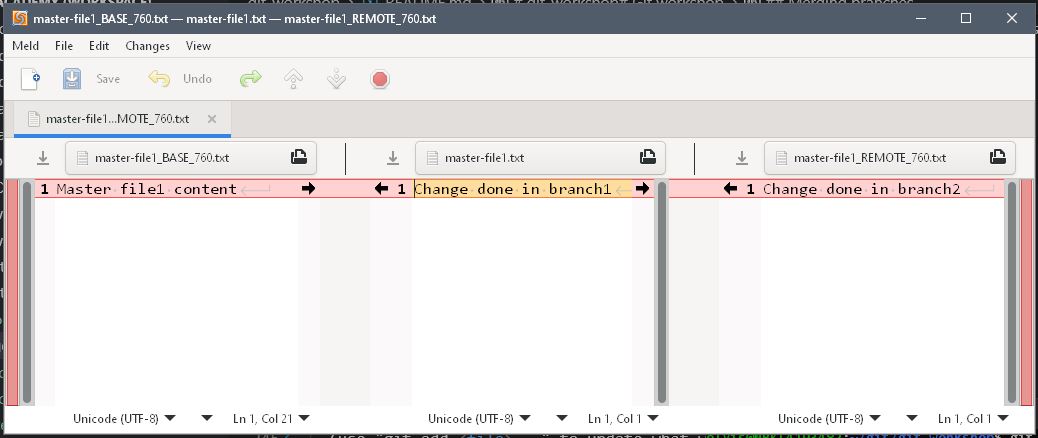 master-file1_BASE_760.txt — master-file1.txt — master-file1_REMOTE_760.txt
Meld File Edit Changes View
Save Undo
master-file1...MOTE_760.txt
master-file1_BASE_760.txt master-file1.txt master-file1_REMOTE_760.txt
1 Master file1 content 1 Change done in branch1 1 Change done in branch2
Unicode (UTF-8) Ln 1, Col 21 Unicode (UTF-8) Ln 1, Col 1 Unicode (UTF-8) Ln 1, Col 1